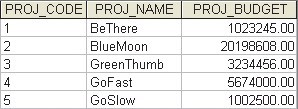 PROJ_CODE PROJ_NAME PROJ_BUDGET
1 BeThere 1023245.00
2 BlueMoon 20198608.00
3 GreenThumb 3234456.00
4 GoFast 5674000.00
5 GoSlow 1002500.00